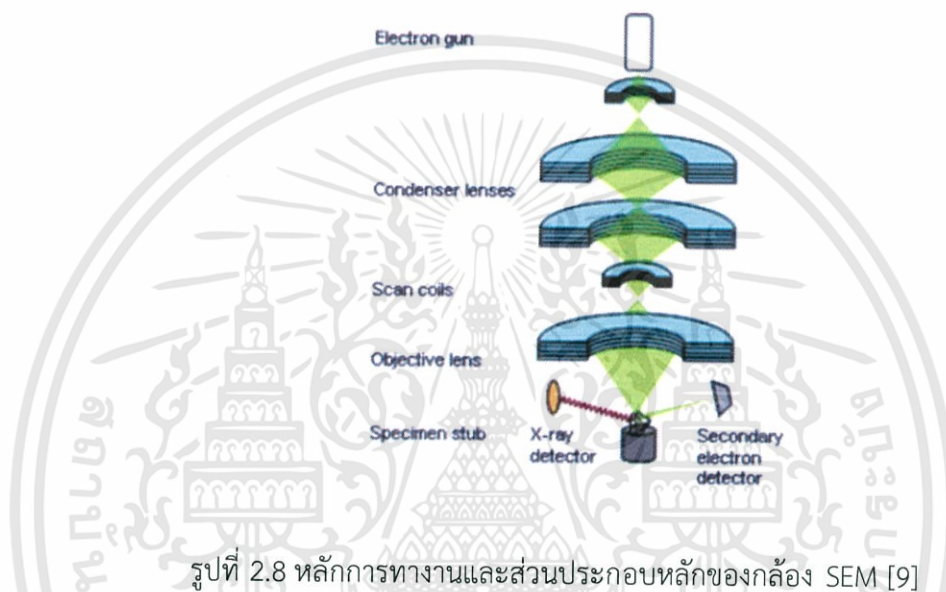 Electron gun
Condenser lenses
Scan coils
Objective lens
Specimen stub
X-ray
detector
Secondary
electron
detector
รูปที่ 2.8 หลักการทางานและส่วนประกอบหลักของกล้อง SEM [9]